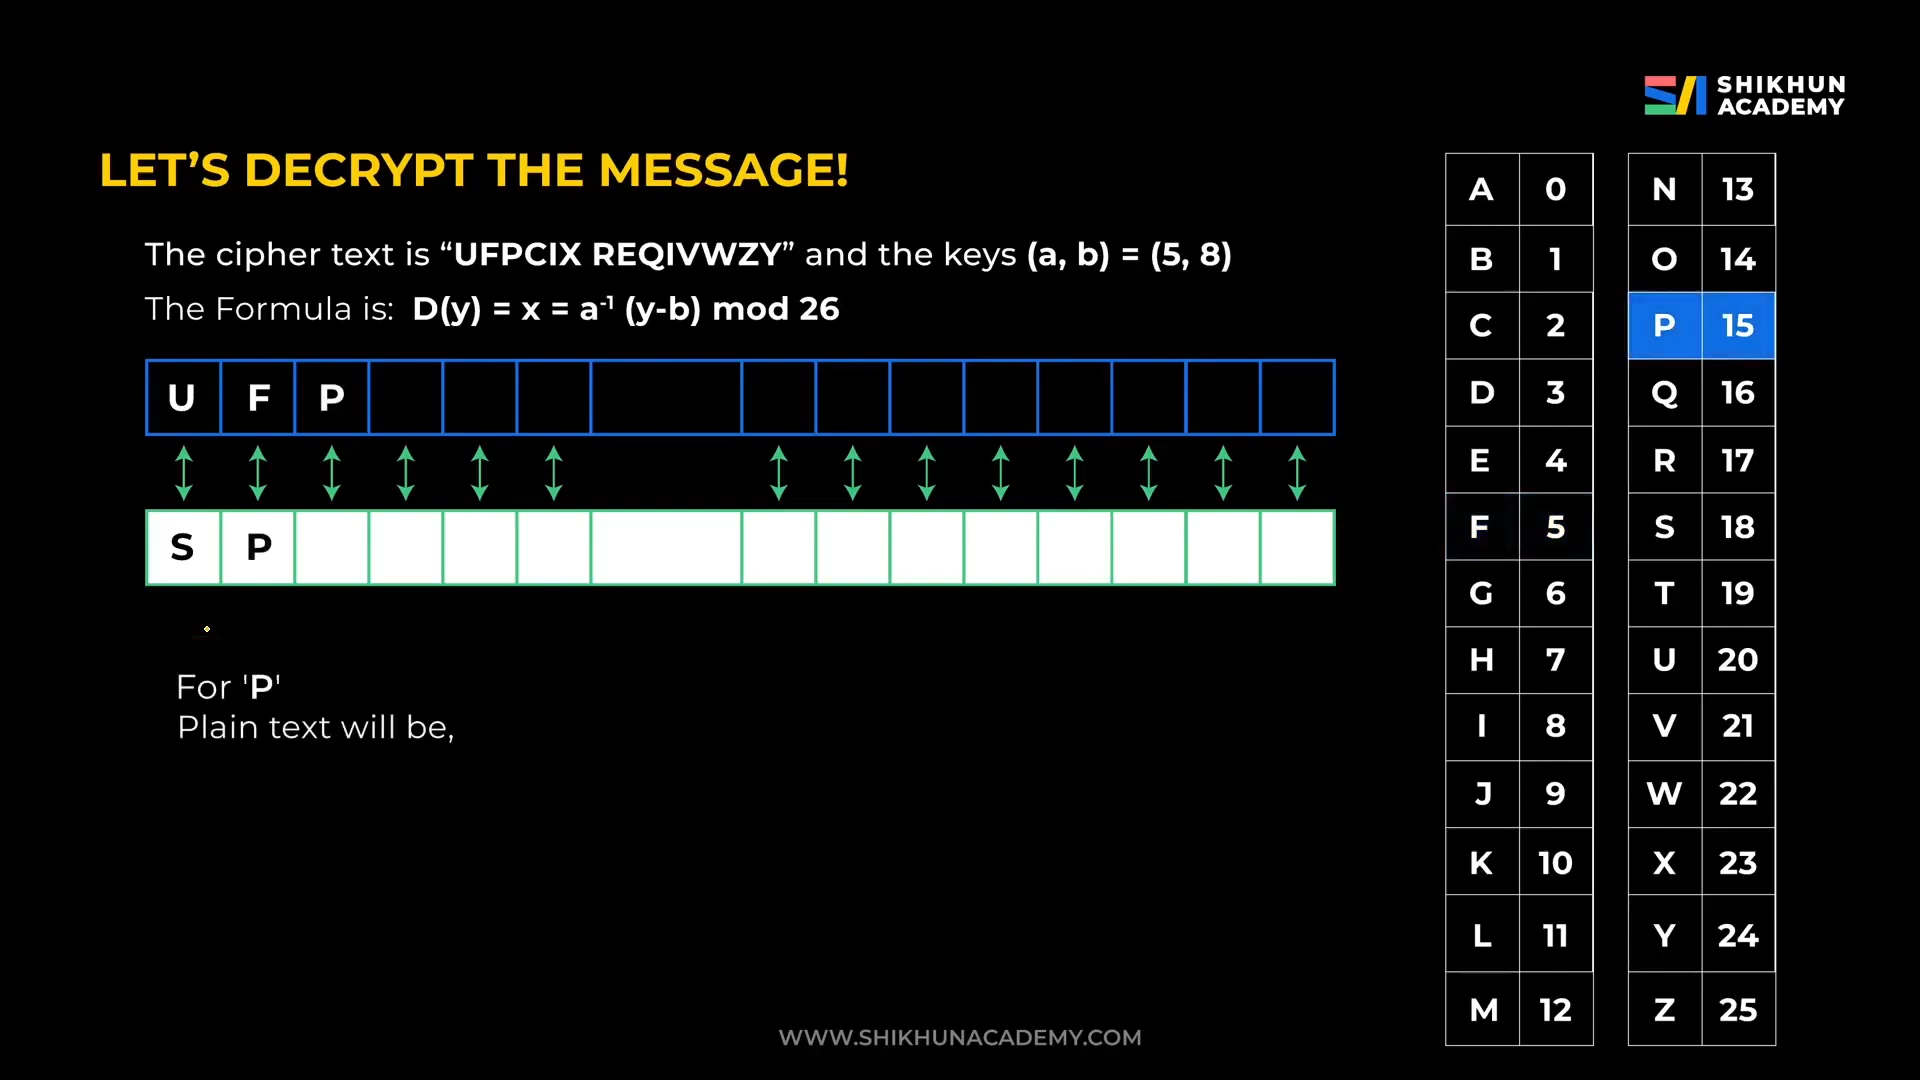 SHIKHUN
ACADEMY
LET’S DECRYPT THE MESSAGE!
The cipher text is “UFPCIX REQIVWZY” and the keys (a, b) = (5, 8)
The Formula is: D(y) = x = a⁻¹ (y-b) mod 26
U F P
S P
For 'P'
Plain text will be,
A 0 N 13
B 1 O 14
C 2 P 15
D 3 Q 16
E 4 R 17
F 5 S 18
G 6 T 19
H 7 U 20
I 8 V 21
J 9 W 22
K 10 X 23
L 11 Y 24
M 12 Z 25
WWW.SHIKHUNACADEMY.COM